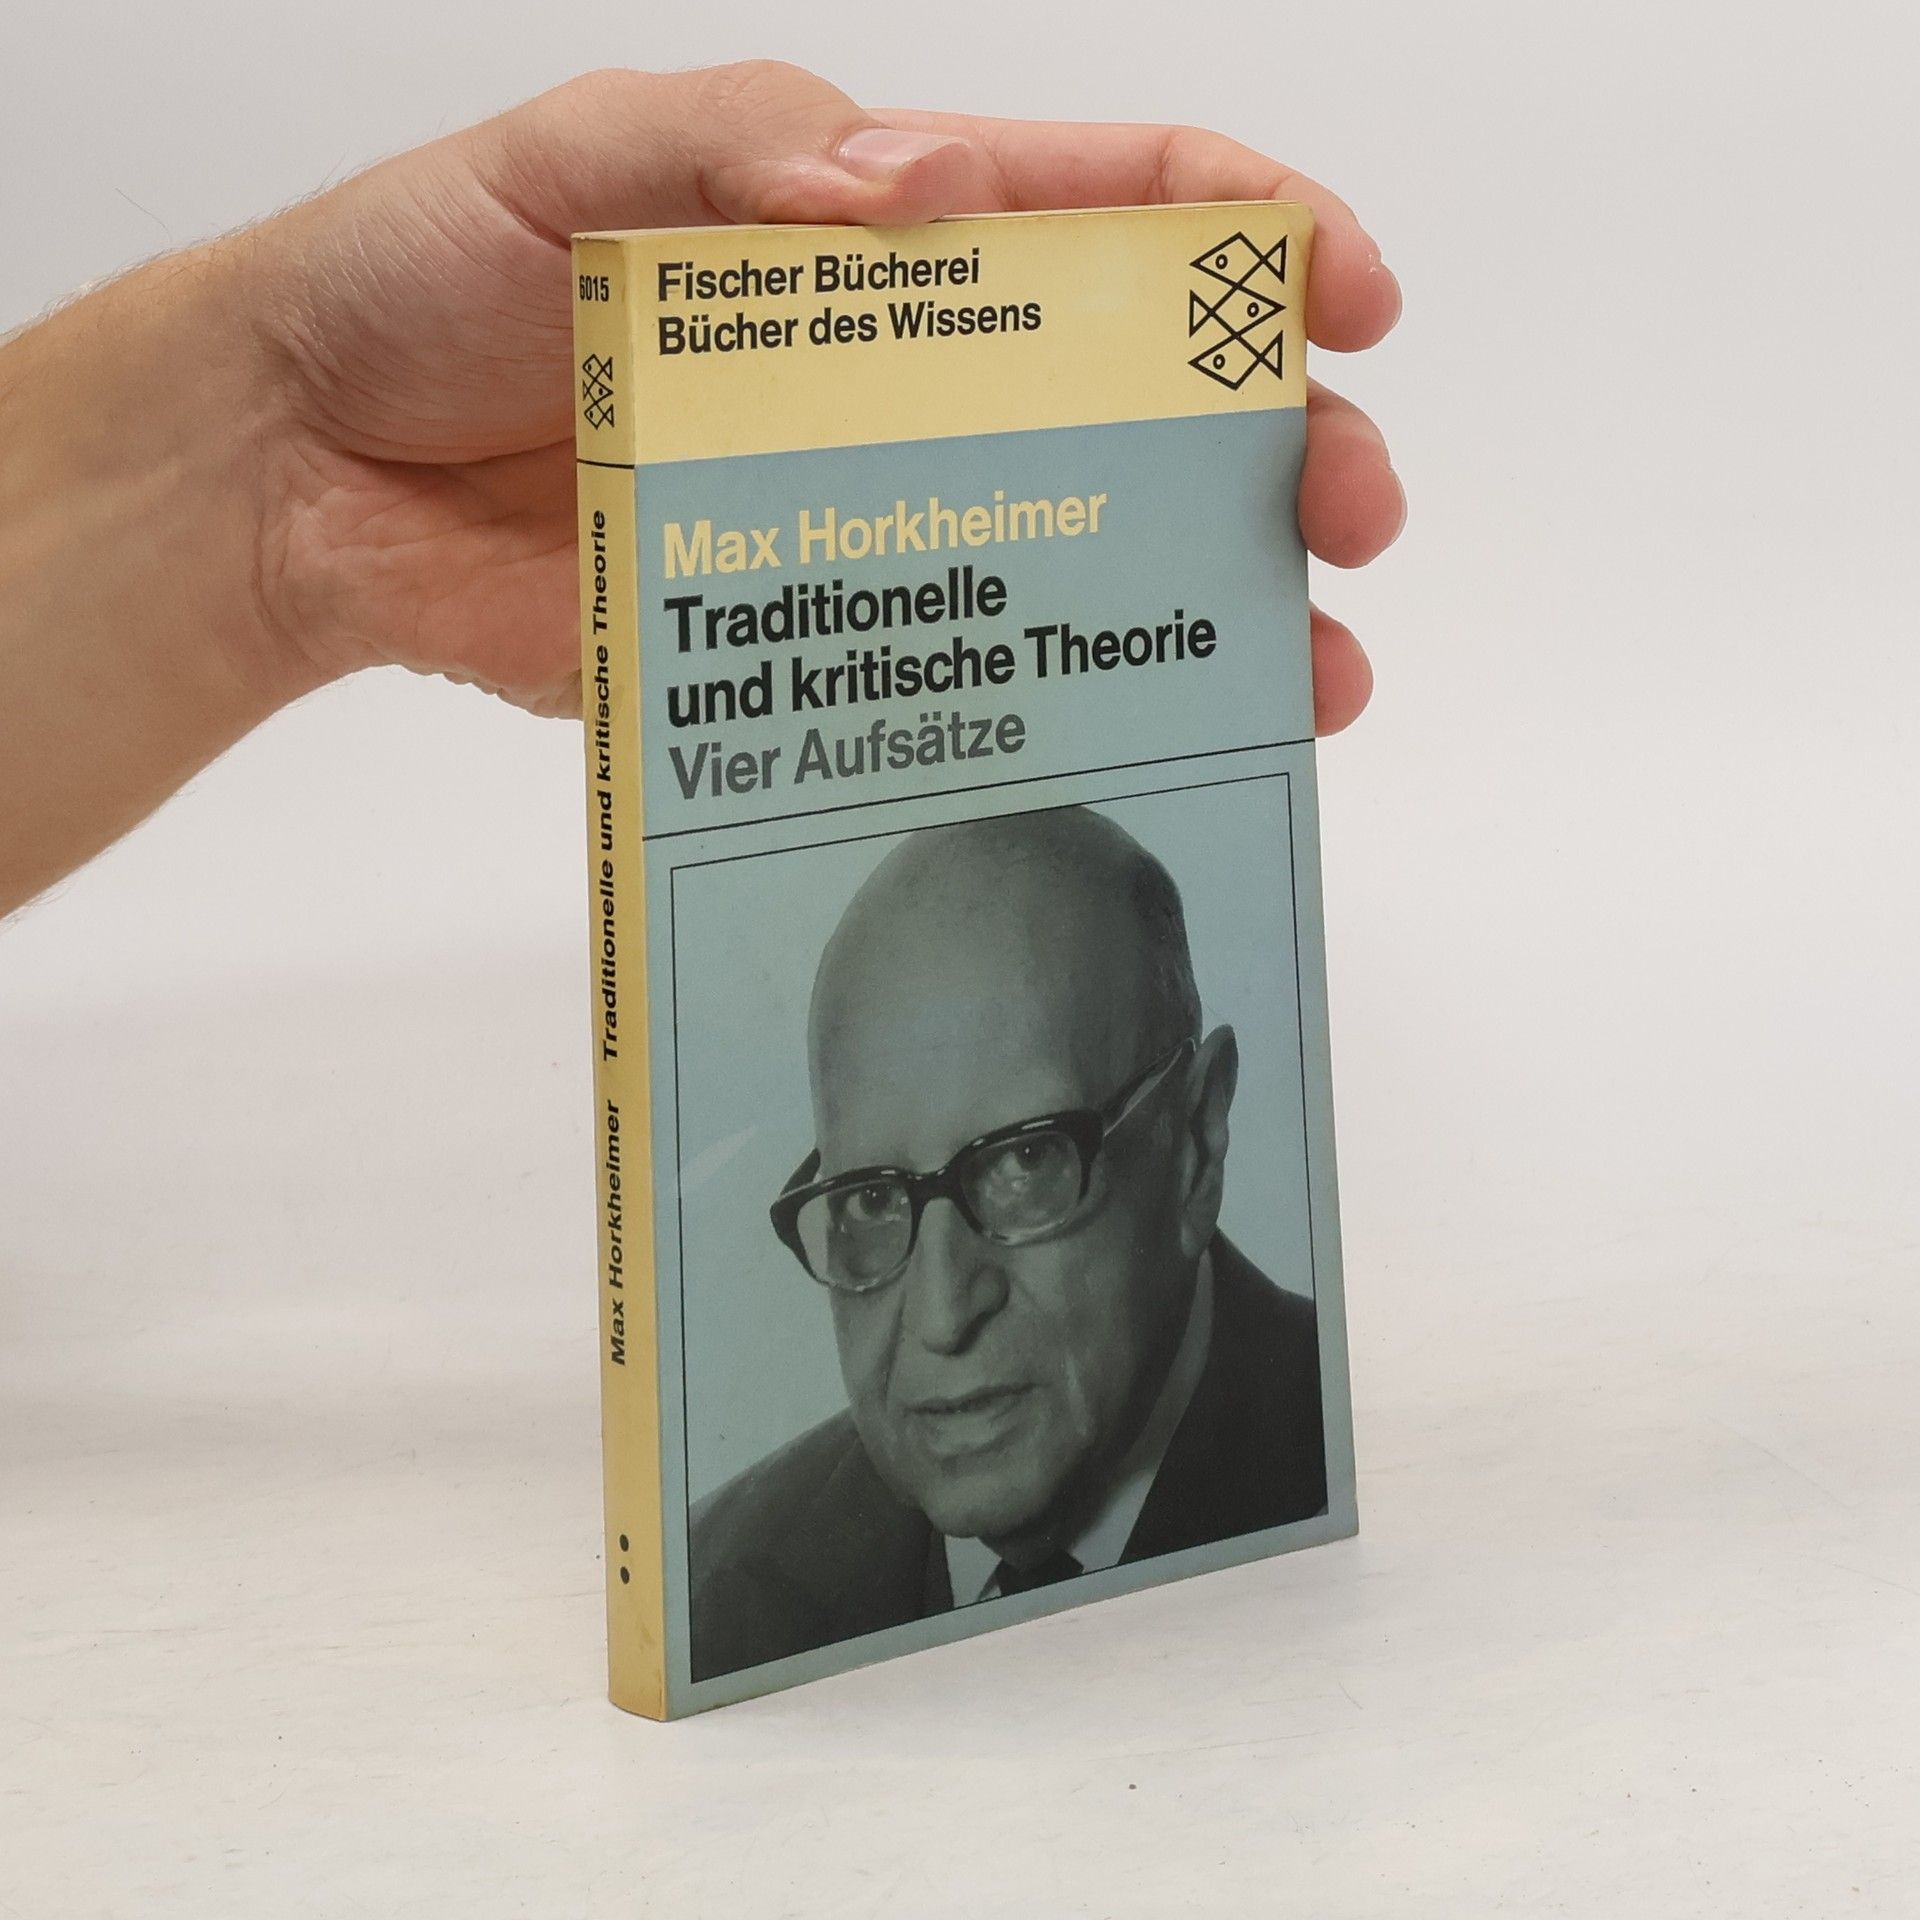 Fischer Bücherei
Bücher des Wissens
Max Horkheimer
Traditionelle
und kritische Theorie
Vier Aufsätze
6015
Max Horkheimer Traditionelle und kritische Theorie